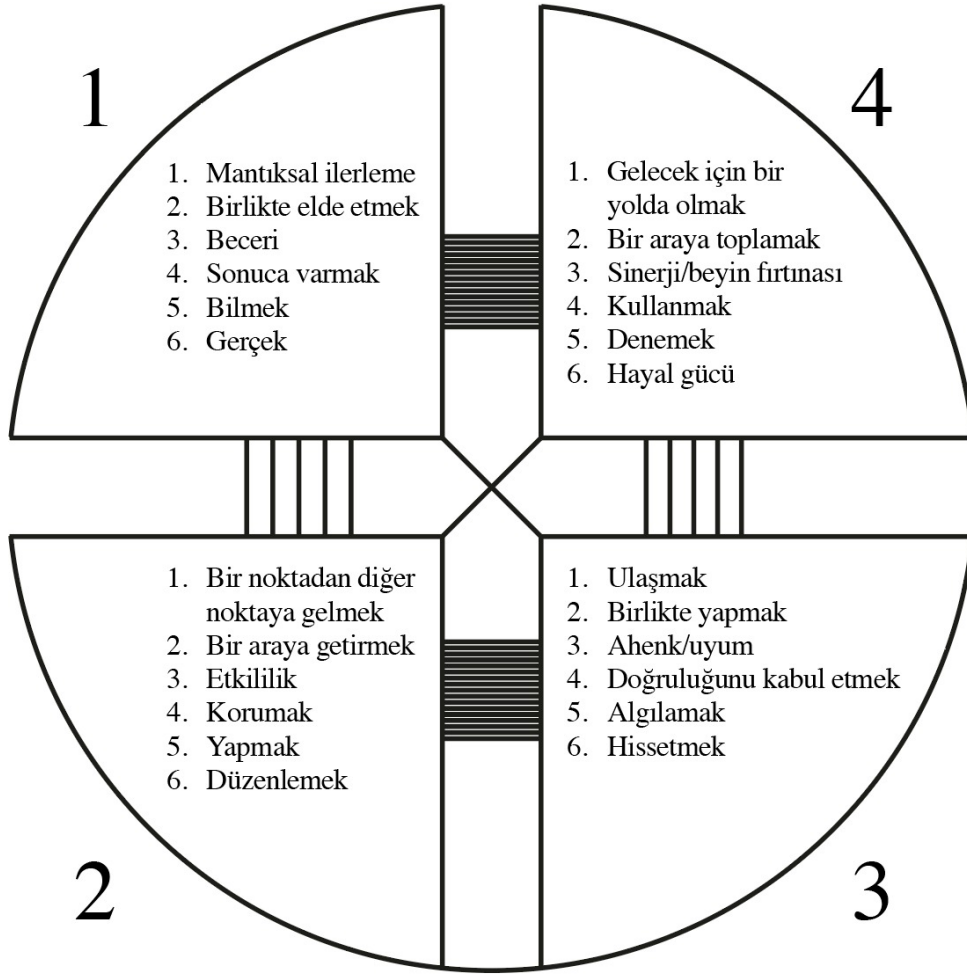 1
1. Mantıksal ilerleme
2. Birlikte elde etmek
3. Beceri
4. Sonuca varmak
5. Bilmek
6. Gerçek
4
1. Gelecek için bir
yolda olmak
2. Bir araya toplamak
3. Sinerji/beyin fırtınası
4. Kullanmak
5. Denemek
6. Hayal gücü
1. Bir noktadan diğer
noktaya gelmek
2. Bir araya getirmek
3. Etkililik
4. Korumak
5. Yapmak
6. Düzenlemek
2
1. Ulaşmak
2. Birlikte yapmak
3. Ahenk/uyum
4. Doğruluğunu kabul etmek
5. Algılamak
6. Hissetmek
3